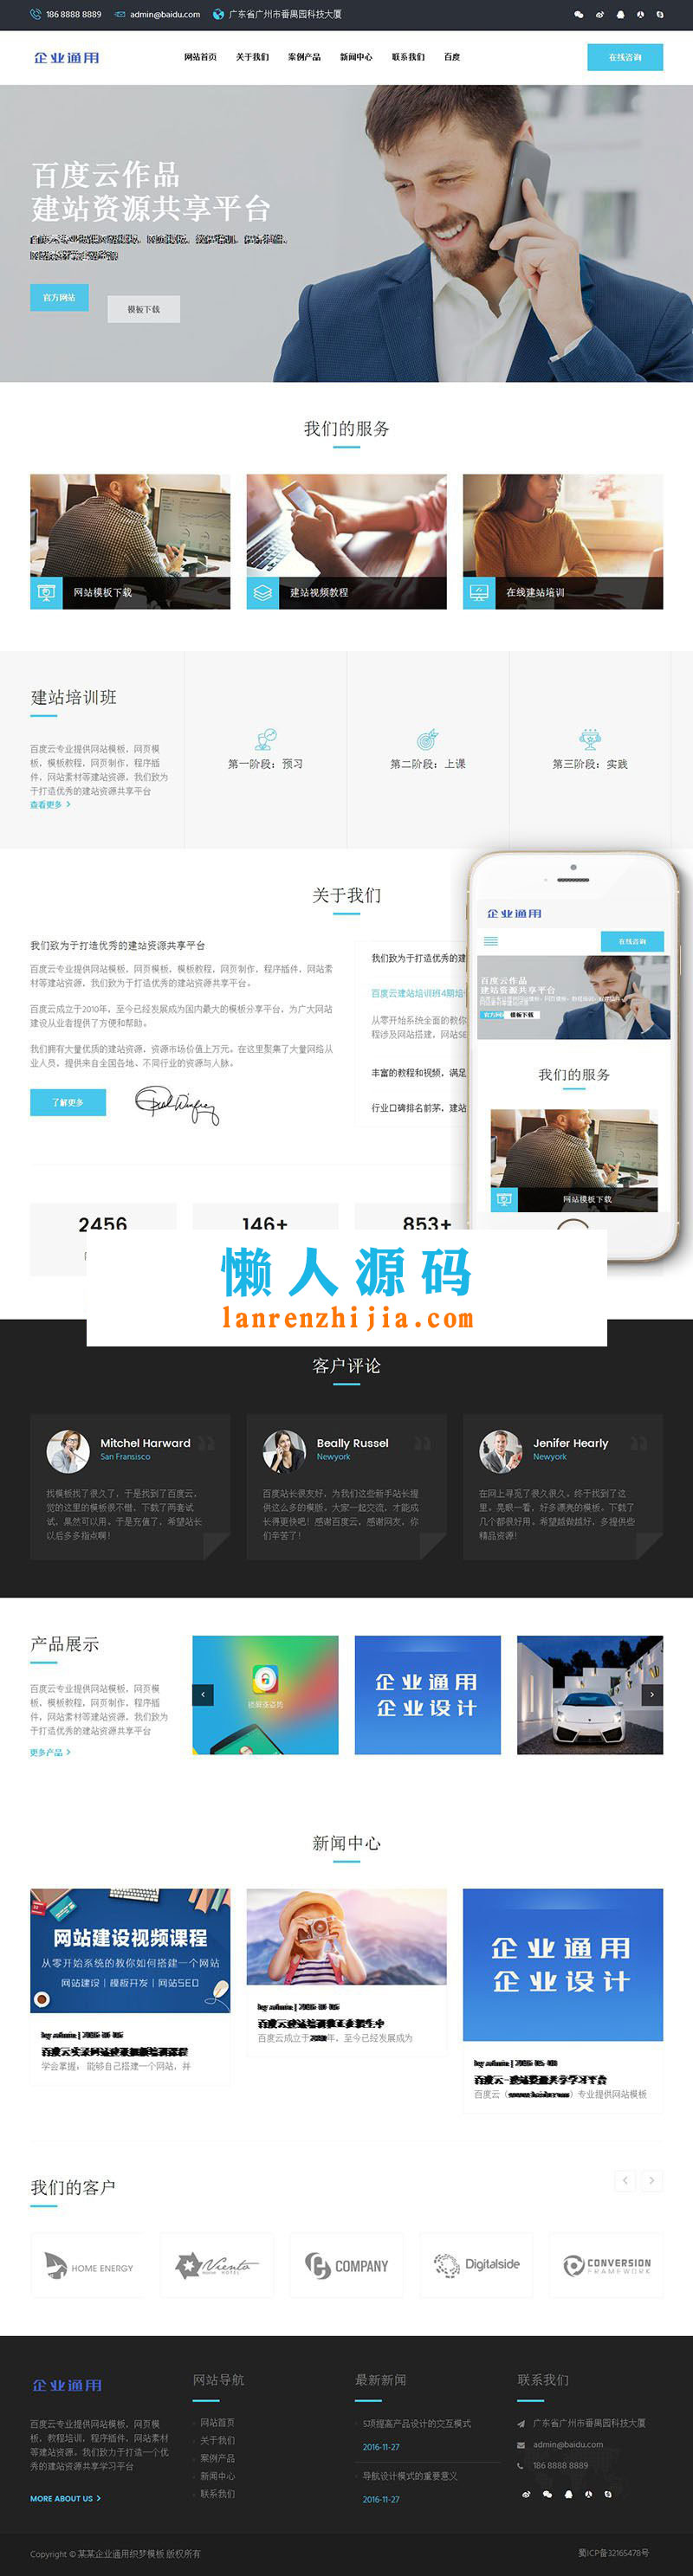 186 8888 8889 admin@baidu.com 广东省广州市番禺园科技大厦
企业通用 网站首页 关于我们 案例产品 新闻中心 联系我们 百度 在线咨询
百度云作品
建站资源共享平台
官方网站 模板下载
我们的服务
网站模板下载 建站视频教程 在线建站培训
建站培训班
百度云专业提供网站模板，网页模
板，模板教程，网页制作，程序插
件，网站素材等建站资源，我们致为
于打造优秀的建站资源共享平台
查看更多
第一阶段：预习 第二阶段：上课 第三阶段：实践
关于我们
我们致为于打造优秀的建站资源共享平台
百度云专业提供网站模板，网页模板，模板教程，网页制作，程序插件，网站素
材等建站资源，我们致为于打造优秀的建站资源共享平台。
百度云成立于2010年，至今已经发展成为国内最大的模板分享平台，为广大网站
建设从业者提供了方便和帮助。
我们拥有大量优质的建站资源，资源市场价值上万元。在这里聚集了大量网络从
业人员，提供来自全国各地、不同行业的资源与人脉。
了解更多
我们致为于打造优秀的建
百度云建站培训班4期培
从零开始系统全面的教你
程涉及网站搭建，网站SE
丰富的教程和视频，满足
行业口碑排名前茅，建站
企业通用
在线咨询
百度云作品
建站资源共享平台
官方网站 模板下载
我们的服务
网站模板下载
2456 146+ 853+
懒人源码
lanrenzhijia.com
客户评论
Mitchel Harward
San Fransisco
找模板找了很久了，于是找到了百度云，
觉的这里的模板很不错，下载了两套试
试，果然可以用。于是充值了，希望站长
以后多多指点啊！
Beally Russel
Newyork
百度站长很友好，为我们这些新手站长提
供这么多的模版，大家一起交流，才能成
长得更快吧！感谢百度云，感谢网友，你
们辛苦了！
Jenifer Hearly
Newyork
在网上寻觅了很久很久，终于找到了这
里。晃眼一看，好多漂亮的模板，下载了
几个都很好用。希望越做越好，多提供些
精品资源！
产品展示
百度云专业提供网站模板，网页模
板，模板教程，网页制作，程序插
件，网站素材等建站资源，我们致为
于打造优秀的建站资源共享平台
更多产品
企业通用
企业设计
新闻中心
网站建设视频课程
从零开始系统的教你如何搭建一个网站
网站建设 | 模板开发 | 网站SEO
学会掌握， 能够自己搭建一个网站，并
百度云成立于 年，至今已经发展成为
企业通用
企业设计
百度云（ ）专业提供网站模板
我们的客户
HOME ENERGY
Viento
HOTEL
COMPANY
Digitalside
CONVERSION
FRAMEWORK
企业通用
百度云专业提供网站模板，网页模
板，教程培训，程序插件，网站素材
等建站资源。我们致力于打造一个优
秀的建站资源共享学习平台
MORE ABOUT US
网站导航
网站首页
关于我们
案例产品
新闻中心
联系我们
最新新闻
5项提高产品设计的交互模式
2016-11-27
导航设计模式的重要意义
2016-11-27
联系我们
广东省广州市番禺园科技大厦
admin@baidu.com
186 8888 8889
Copyright © 某某企业通用织梦模板 版权所有 蜀ICP备32165478号